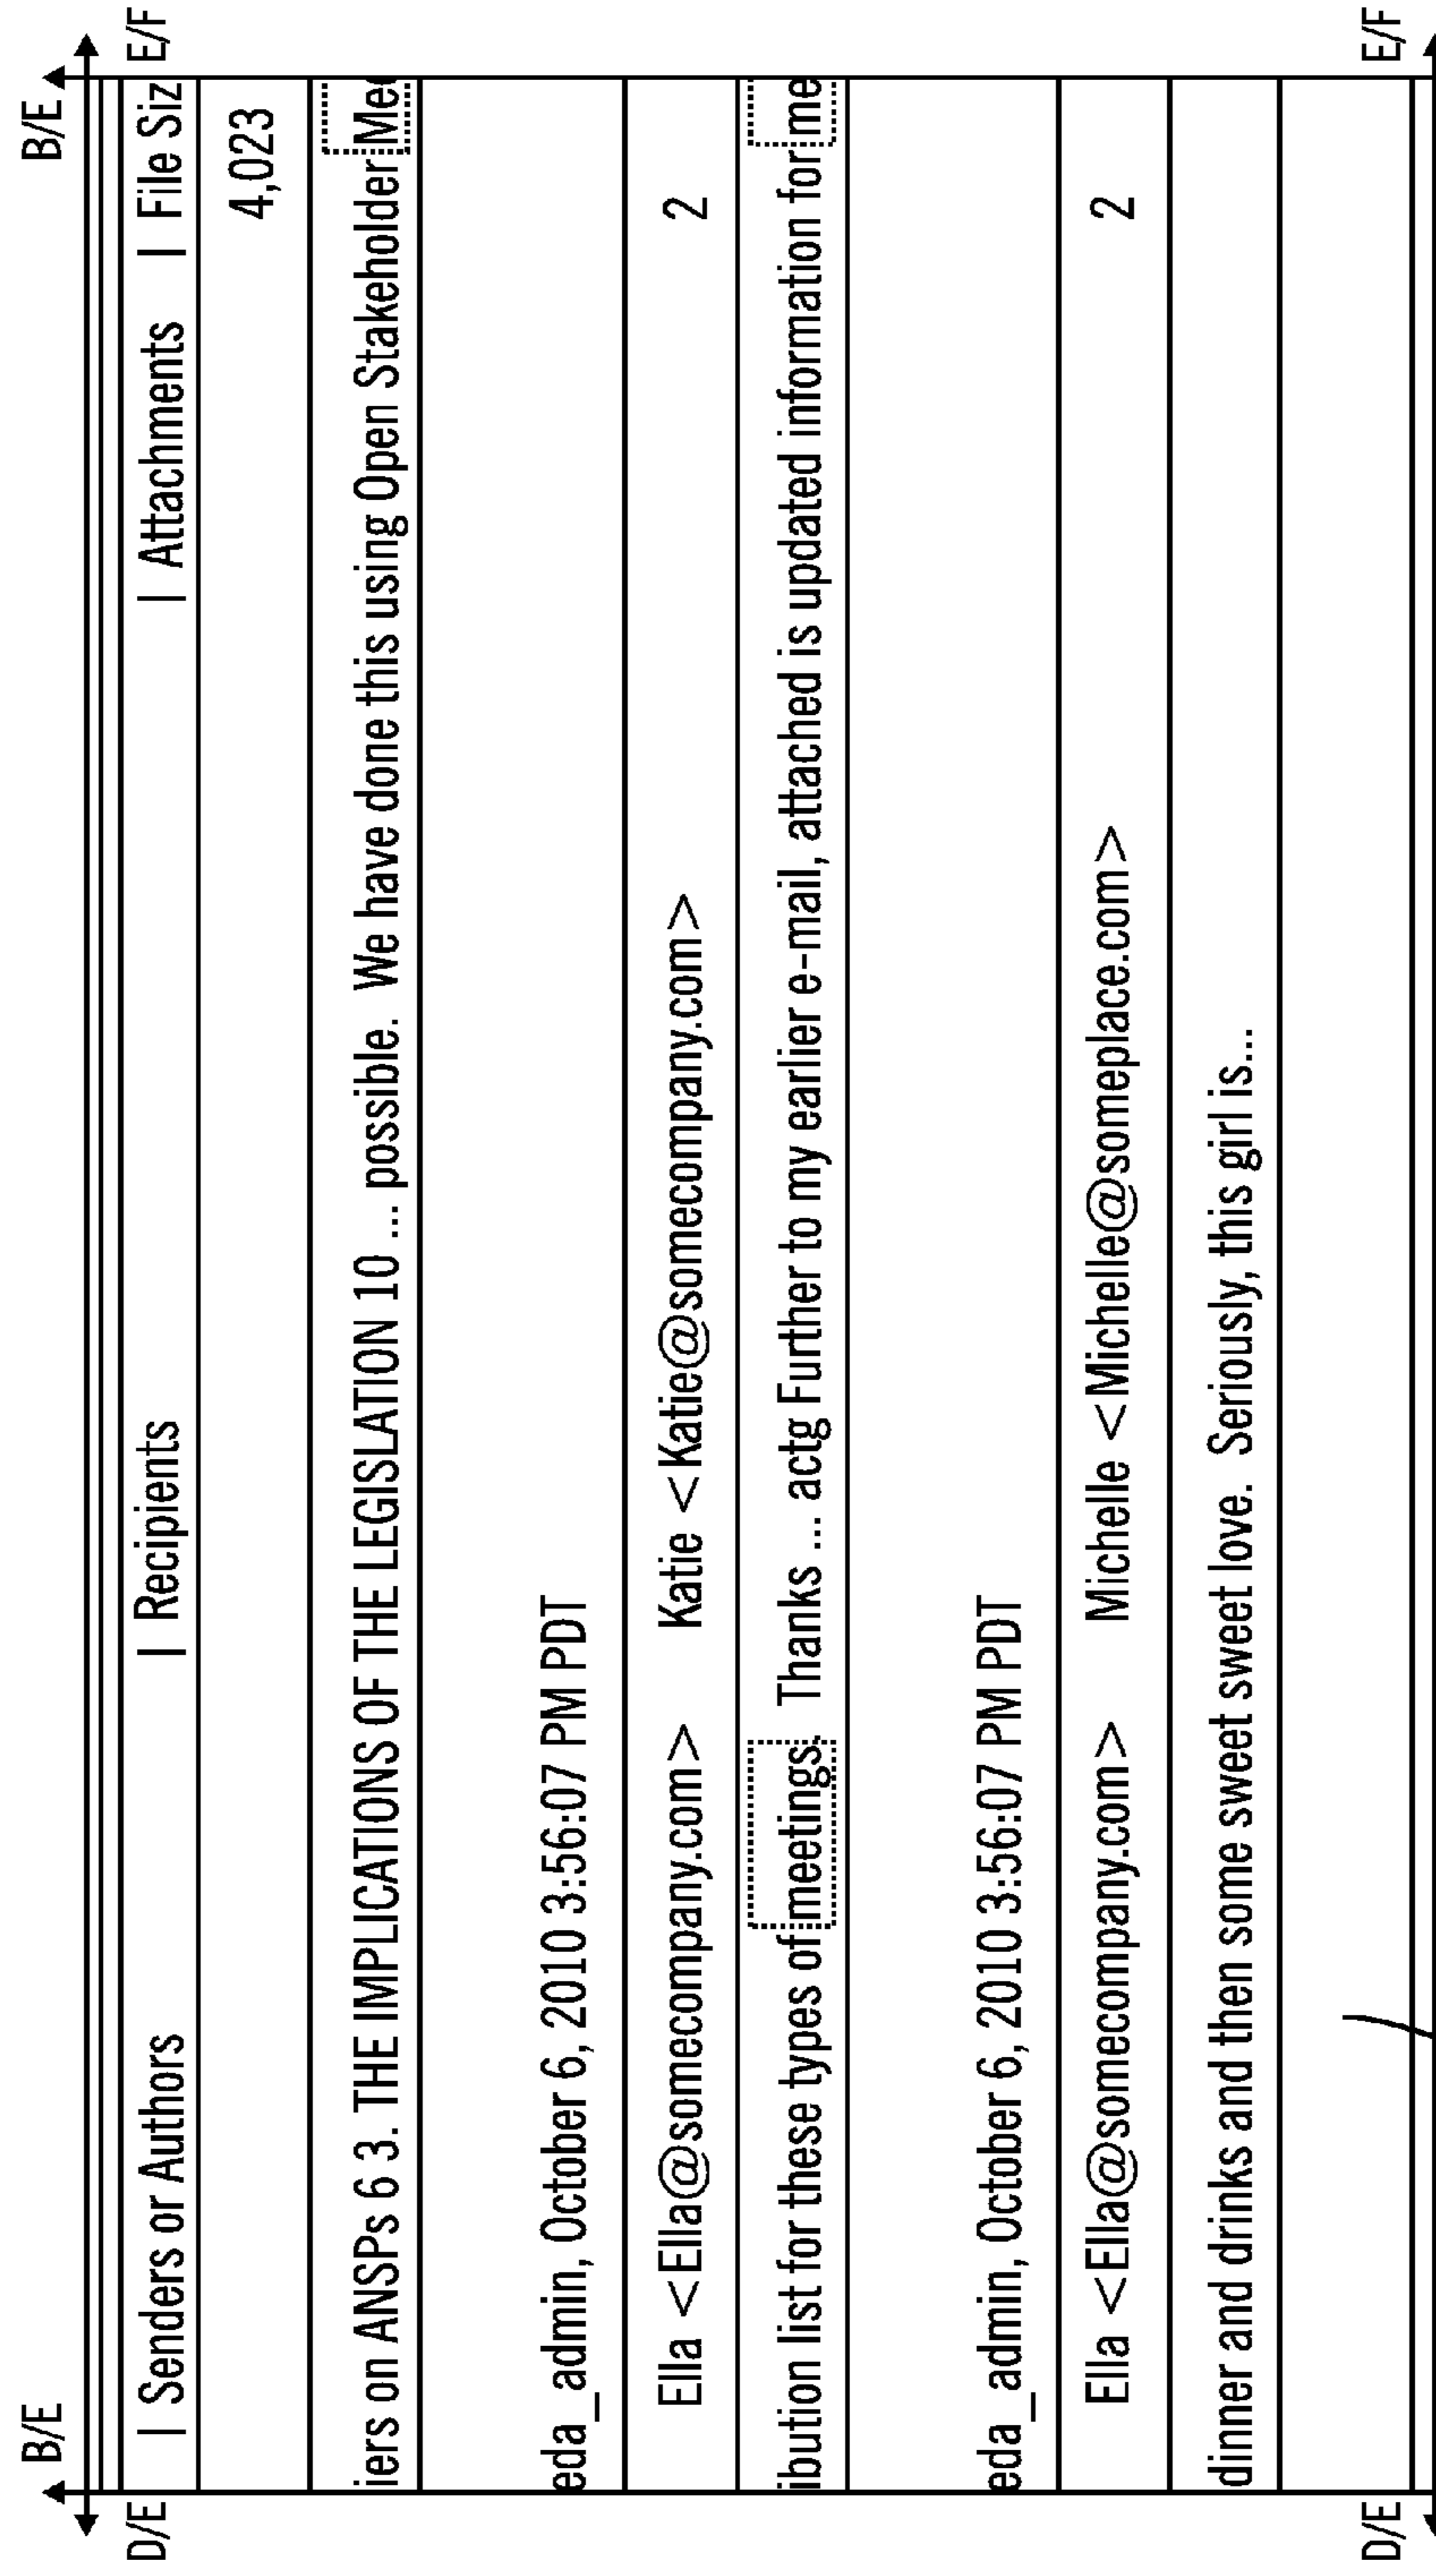 B/E B/E
D/E | Senders or Authors | Recipients | Attachments | File Siz E/F
4,023
iers on ANSPs 6 3. THE IMPLICATIONS OF THE LEGISLATION 10 ... possible. We have done this using Open Stakeholder Mee
eda_admin, October 6, 2010 3:56:07 PM PDT
Ella <Ella@somecompany.com> Katie <Katie@somecompany.com> 2
ibution list for these types of meetings. Thanks ... actg Further to my earlier e-mail, attached is updated information for me
eda_admin, October 6, 2010 3:56:07 PM PDT
Ella <Ella@somecompany.com> Michelle <Michelle@someplace.com> 2
dinner and drinks and then some sweet sweet love. Seriously, this girl is...
D/E E/F